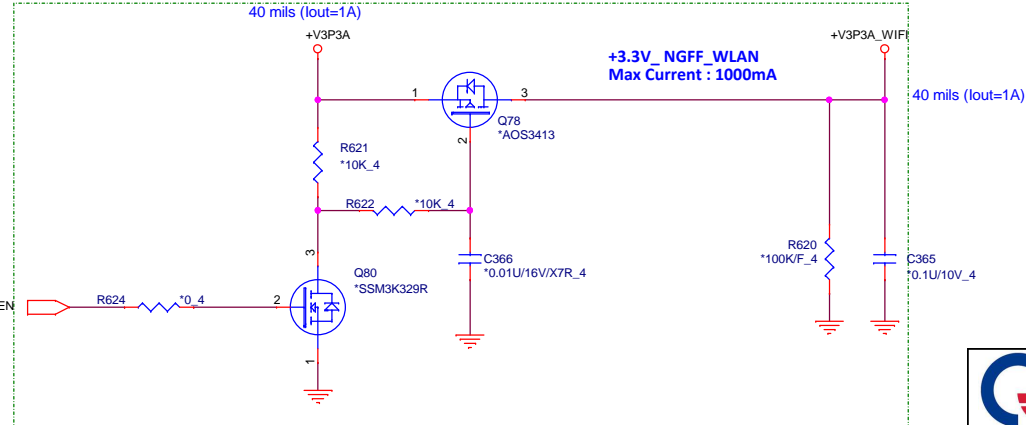 40 mils (Iout=1A)
+V3P3A
+V3P3A_WIFI
+3.3V_ NGFF_WLAN
Max Current : 1000mA
1
3
40 mils (Iout=1A)
Q78
*AOS3413
2
R621
*10K_4
R622
*10K_4
3
C366
*0.01U/16V/X7R_4
R620
*100K/F_4
C365
*0.1U/10V_4
Q80
*SSM3K329R
EN
R624
*0_4
2
1